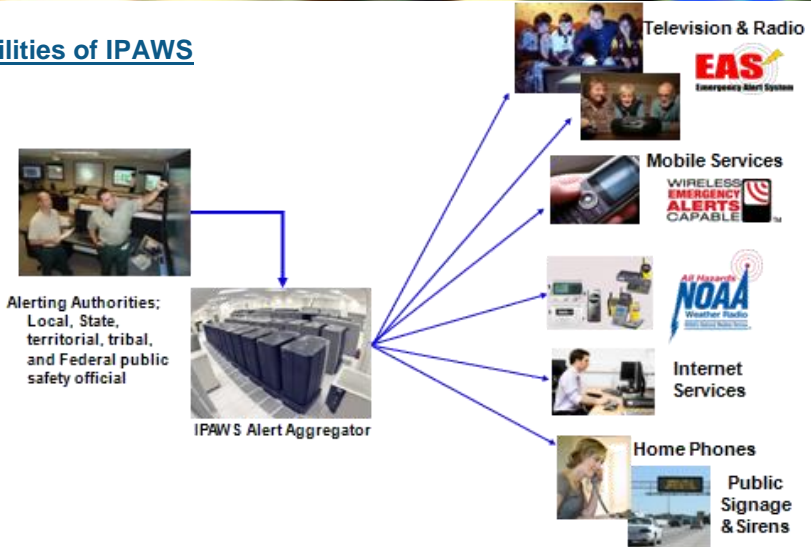 ilities of IPAWS
Television & Radio
EAS
Emergency Alert System
Mobile Services
WIRELESS
EMERGENCY
ALERTS
CAPABLE
TM
Alerting Authorities;
Local, State,
territorial, tribal,
and Federal public
safety official
IPAWS Alert Aggregator
All Hazards
NOAA
Weather Radio
Internet
Services
Home Phones
Public
Signage
& Sirens